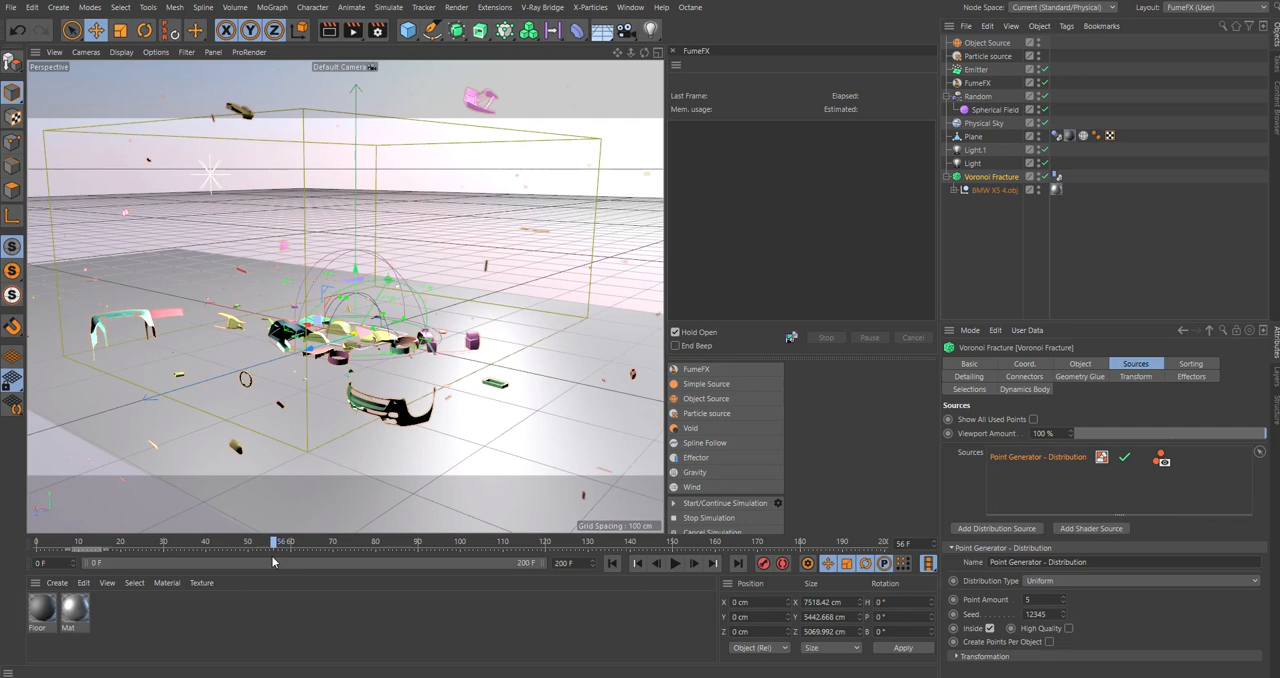 File Edit Create Modes Select Tools Mesh Spline Volume MoGraph Character Animate Simulate Tracker Render Extensions V-Ray Bridge X-Particles Window Help Octane
Node Space: Current (Standard/Physical) Layout: FumeFX (User)
X Y Z
File Edit View Object Tags Bookmarks
View Cameras Display Options Filter Panel ProRender
FumeFX
Perspective
Default Camera
Last Frame: Elapsed:
Mem. usage: Estimated:
Object Source
Particle source
Emitter
FumeFX
Random
Spherical Field
Physical Sky
Plane
Light.1
Light
Voronoi Fracture
BMW X5 4.obj
Objects
Takes
Content Browser
Hold Open
End Beep
Stop Pause Cancel
FumeFX
Simple Source
Object Source
Particle source
Void
Spline Follow
Effector
Gravity
Wind
Start/Continue Simulation
Stop Simulation
Cancel Simulation
Grid Spacing : 100 cm
Mode Edit User Data
Voronoi Fracture [Voronoi Fracture]
Basic Coord. Object Sources Sorting
Detailing Connectors Geometry Glue Transform Effectors
Selections Dynamics Body
Sources
Show All Used Points
Viewport Amount. 100 %
Sources Point Generator - Distribution
Add Distribution Source Add Shader Source
Point Generator - Distribution
Name Point Generator - Distribution
Distribution Type Uniform
Point Amount 5
Seed. 12345
Inside High Quality
Create Points Per Object
Transformation
Attributes
Layers
Structure
0 10 20 30 40 50 56 60 70 80 90 100 110 120 130 140 150 160 170 180 190 20(
56 F
0 F 0 F 200 F 200 F
Create Edit View Select Material Texture
Floor Mat
Position Size Rotation
X 0 cm X 7518.42 cm H 0 °
Y 0 cm Y 5442.668 cm P 0 °
Z 0 cm Z 5069.992 cm B 0 °
Object (Rel) Size Apply